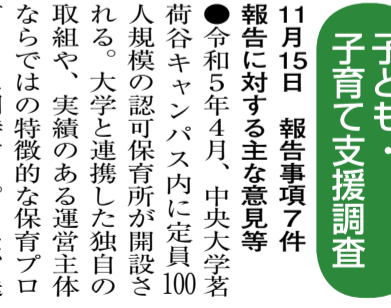 子ども・
子育て支援調査
11月15日　報告事項７件
報告に対する主な意見等
●令和５年４月、中央大学茗
荷谷キャンパス内に定員100
人規模の認可保育所が開設さ
れる。大学と連携した独自の
取組や、実績のある運営主体
ならではの特徴的な保育プロ